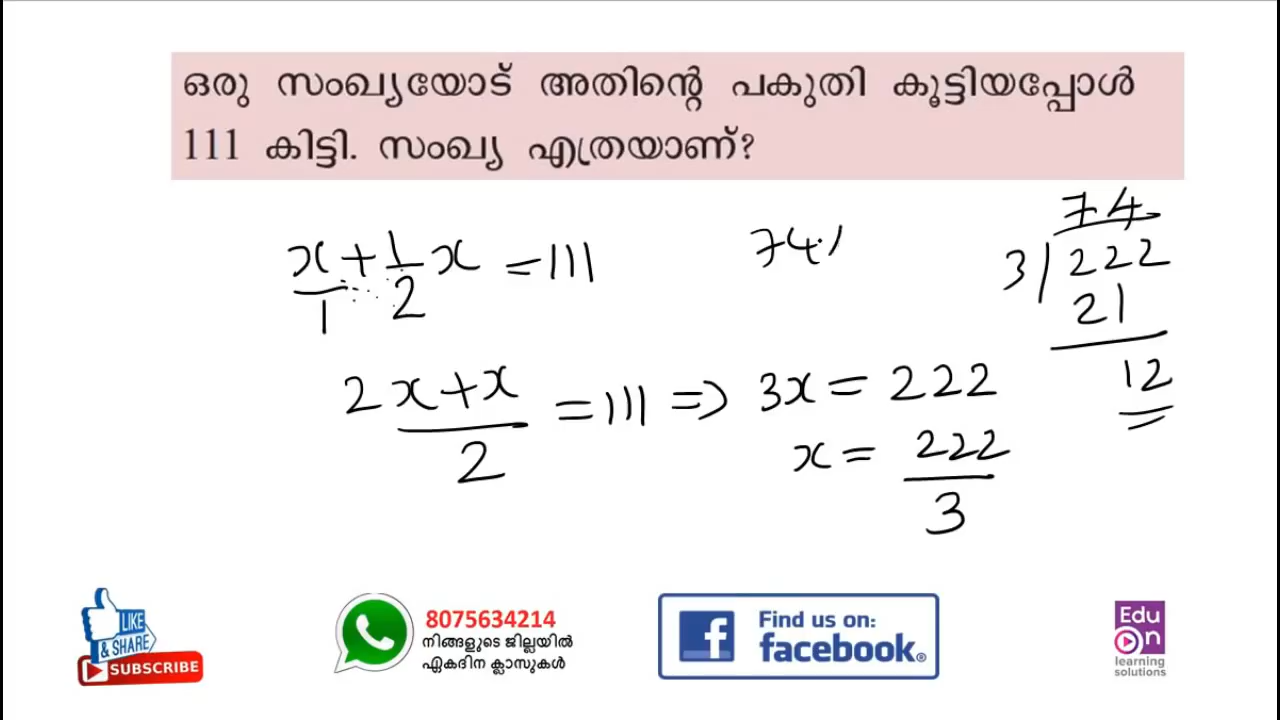 ഒരു സംഖ്യയോട് അതിന്റെ പകുതി കൂട്ടിയപ്പോൾ
111 കിട്ടി. സംഖ്യ എത്രയാണ്?
x/1 + 1/2 x = 111
74
74
3 ) 222
21
12
2x + x / 2 = 111 => 3x = 222
x = 222 / 3
LIKE
& SHARE
SUBSCRIBE
8075634214
നിങ്ങളുടെ ജില്ലയിൽ
ഏകദിന ക്ലാസുകൾ
Find us on:
facebook®
Edu
On
learning
solutions